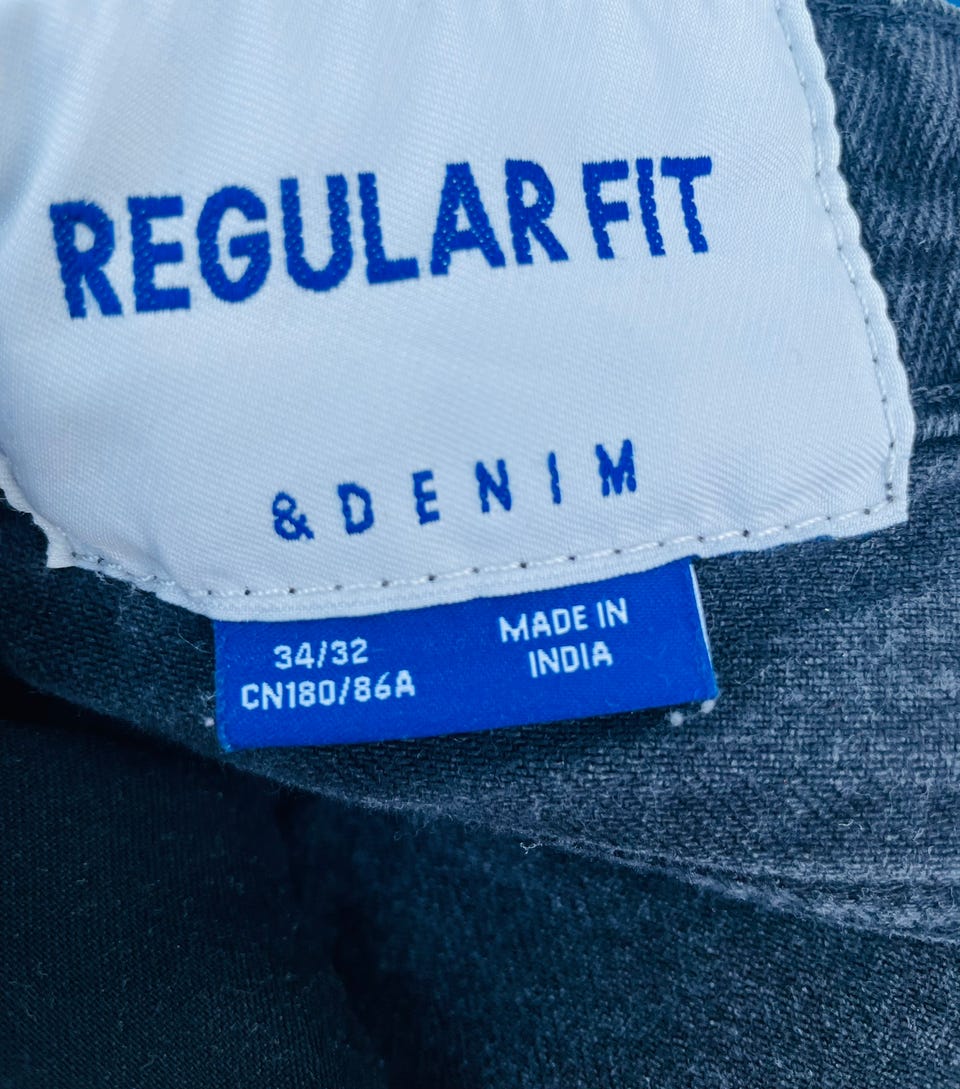 REGULAR FIT
& DENIM
34/32
CN180/86A
MADE IN
INDIA